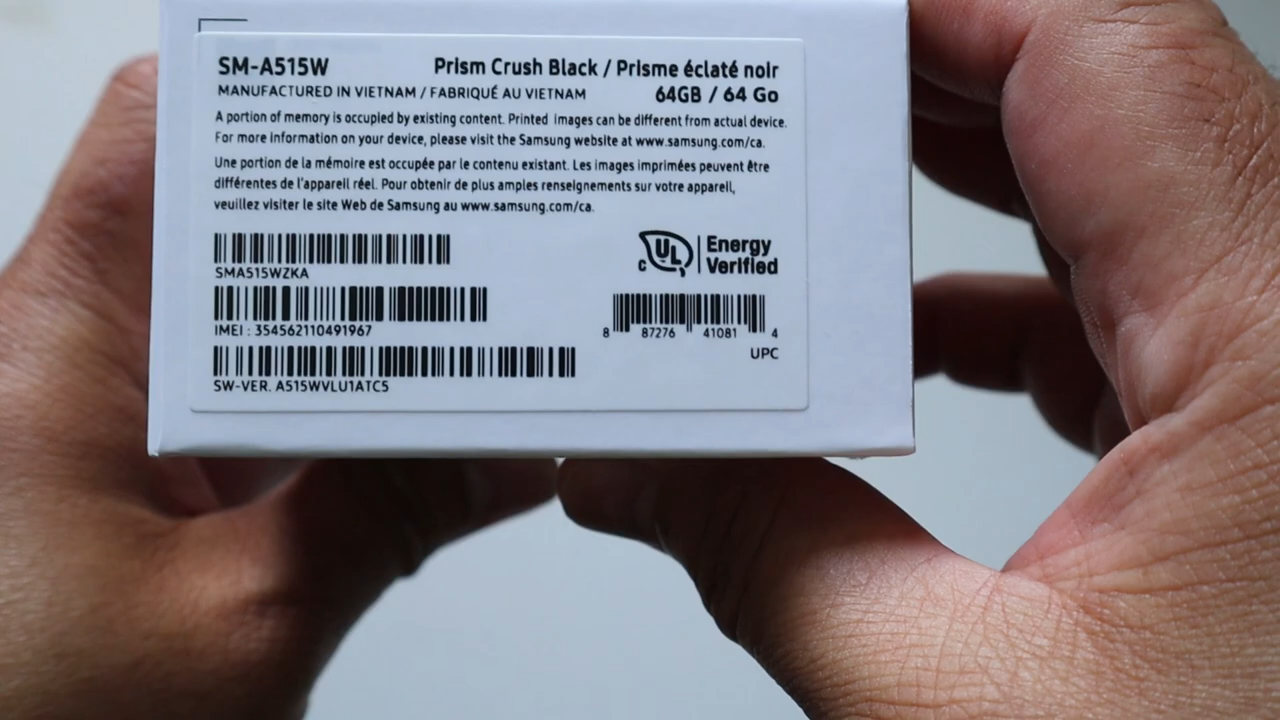 SM-A515W Prism Crush Black / Prisme éclaté noir
MANUFACTURED IN VIETNAM / FABRIQUÉ AU VIETNAM 64GB / 64 Go
A portion of memory is occupied by existing content. Printed images can be different from actual device.
For more information on your device, please visit the Samsung website at www.samsung.com/ca.
Une portion de la mémoire est occupée par le contenu existant. Les images imprimées peuvent être
différentes de l'appareil réel. Pour obtenir de plus amples renseignements sur votre appareil,
veuillez visiter le site Web de Samsung au www.samsung.com/ca.
SMA515WZKA
IMEI : 354562110491967
SW-VER. A515WVLU1ATC5
C UL Energy
Verified
8 87276 41081 4
UPC